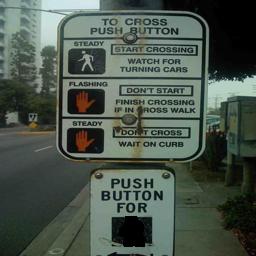 TO CROSS
PUSH BUTTON
STEADY
START CROSSING
WATCH FOR
TURNING CARS
FLASHING
DON'T START
FINISH CROSSING
IF IN CROSS WALK
STEADY
DON'T CROSS
WAIT ON CURB
PUSH
BUTTON
FOR